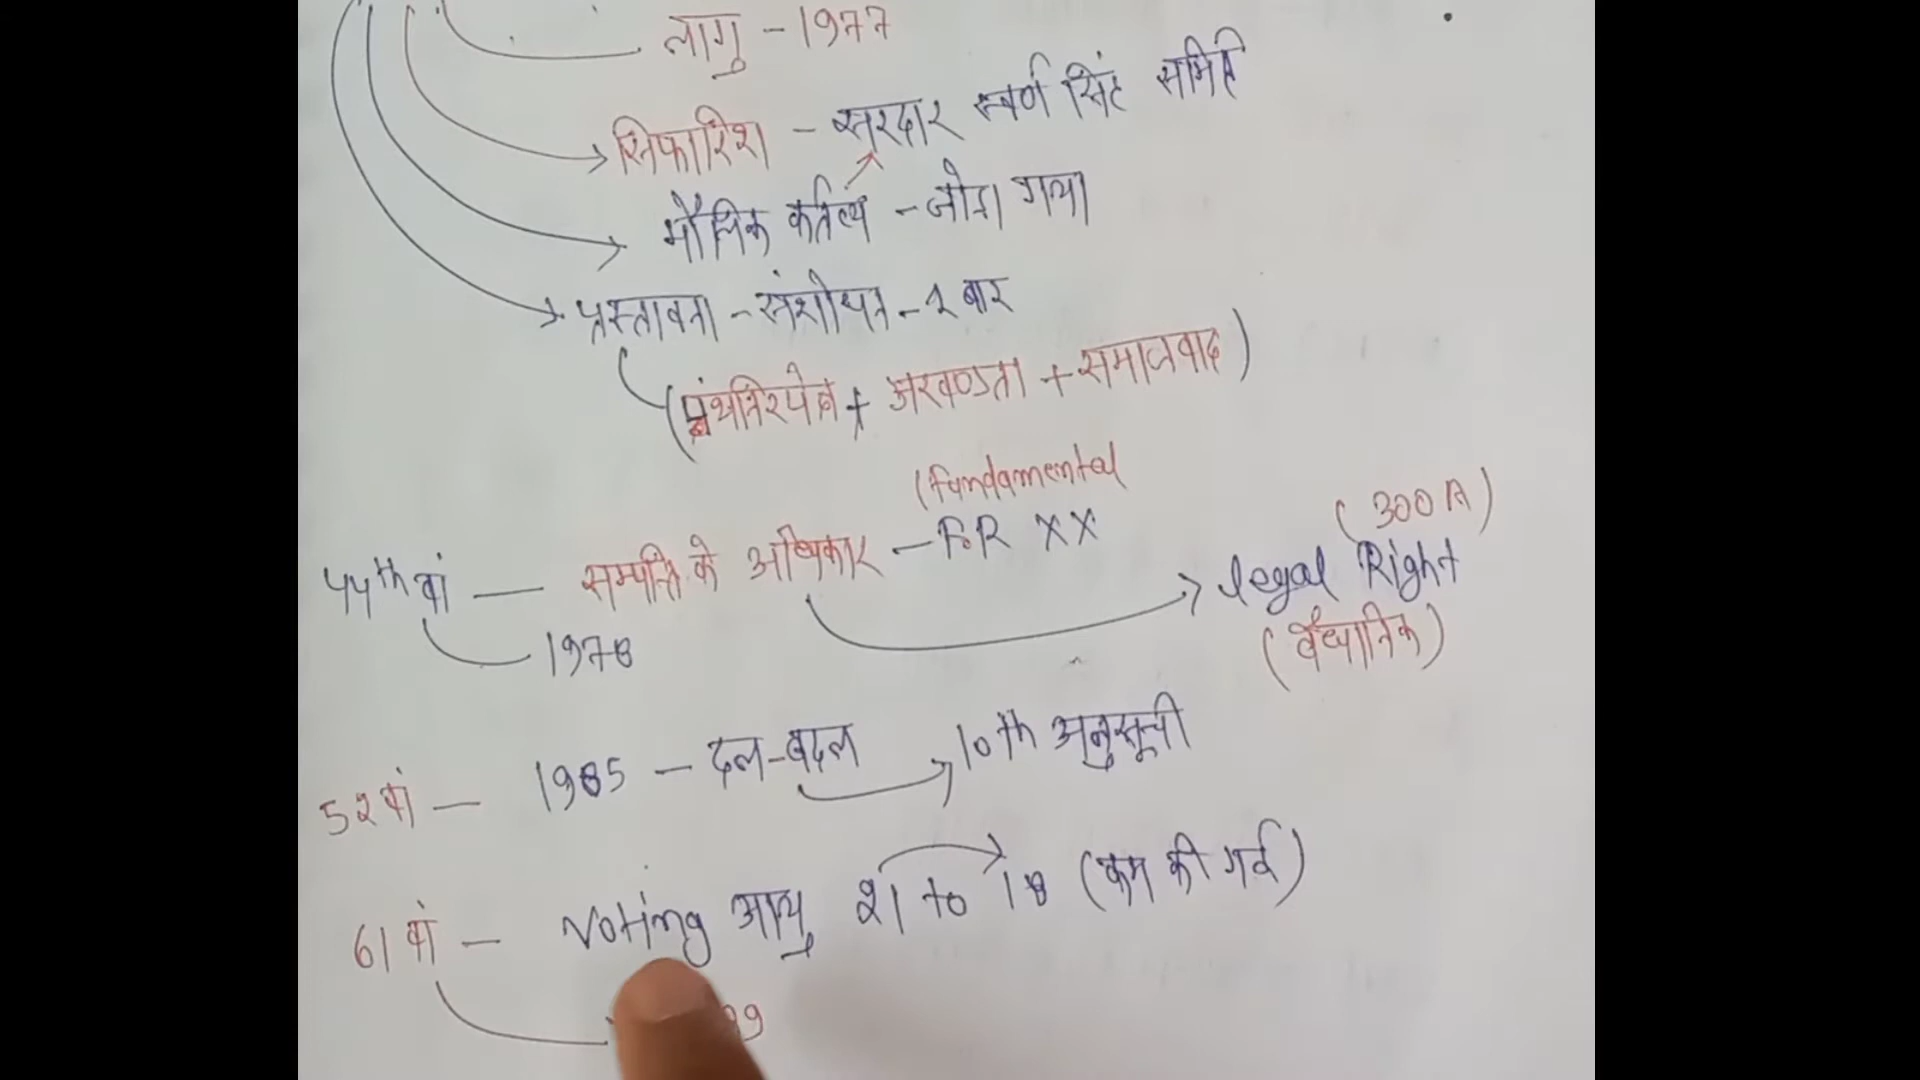 लागु - 1977
सिफारिश - सरदार स्वर्ण सिंह समिति
मौलिक कर्तव्य - जोड़ा गया
प्रस्तावना - संशोधन - 1 बार
(पंथनिरपेक्ष + अखण्डता + समाजवाद)
(fundamental
44th वां — सम्पत्ति के अधिकार - FR XX
(300 A)
Legal Right
(वैधानिक)
1978
52 वां - 1985 - दल-बदल 10th अनुसूची
61 वां - Voting आयु 21 to 18 (कम की गई)